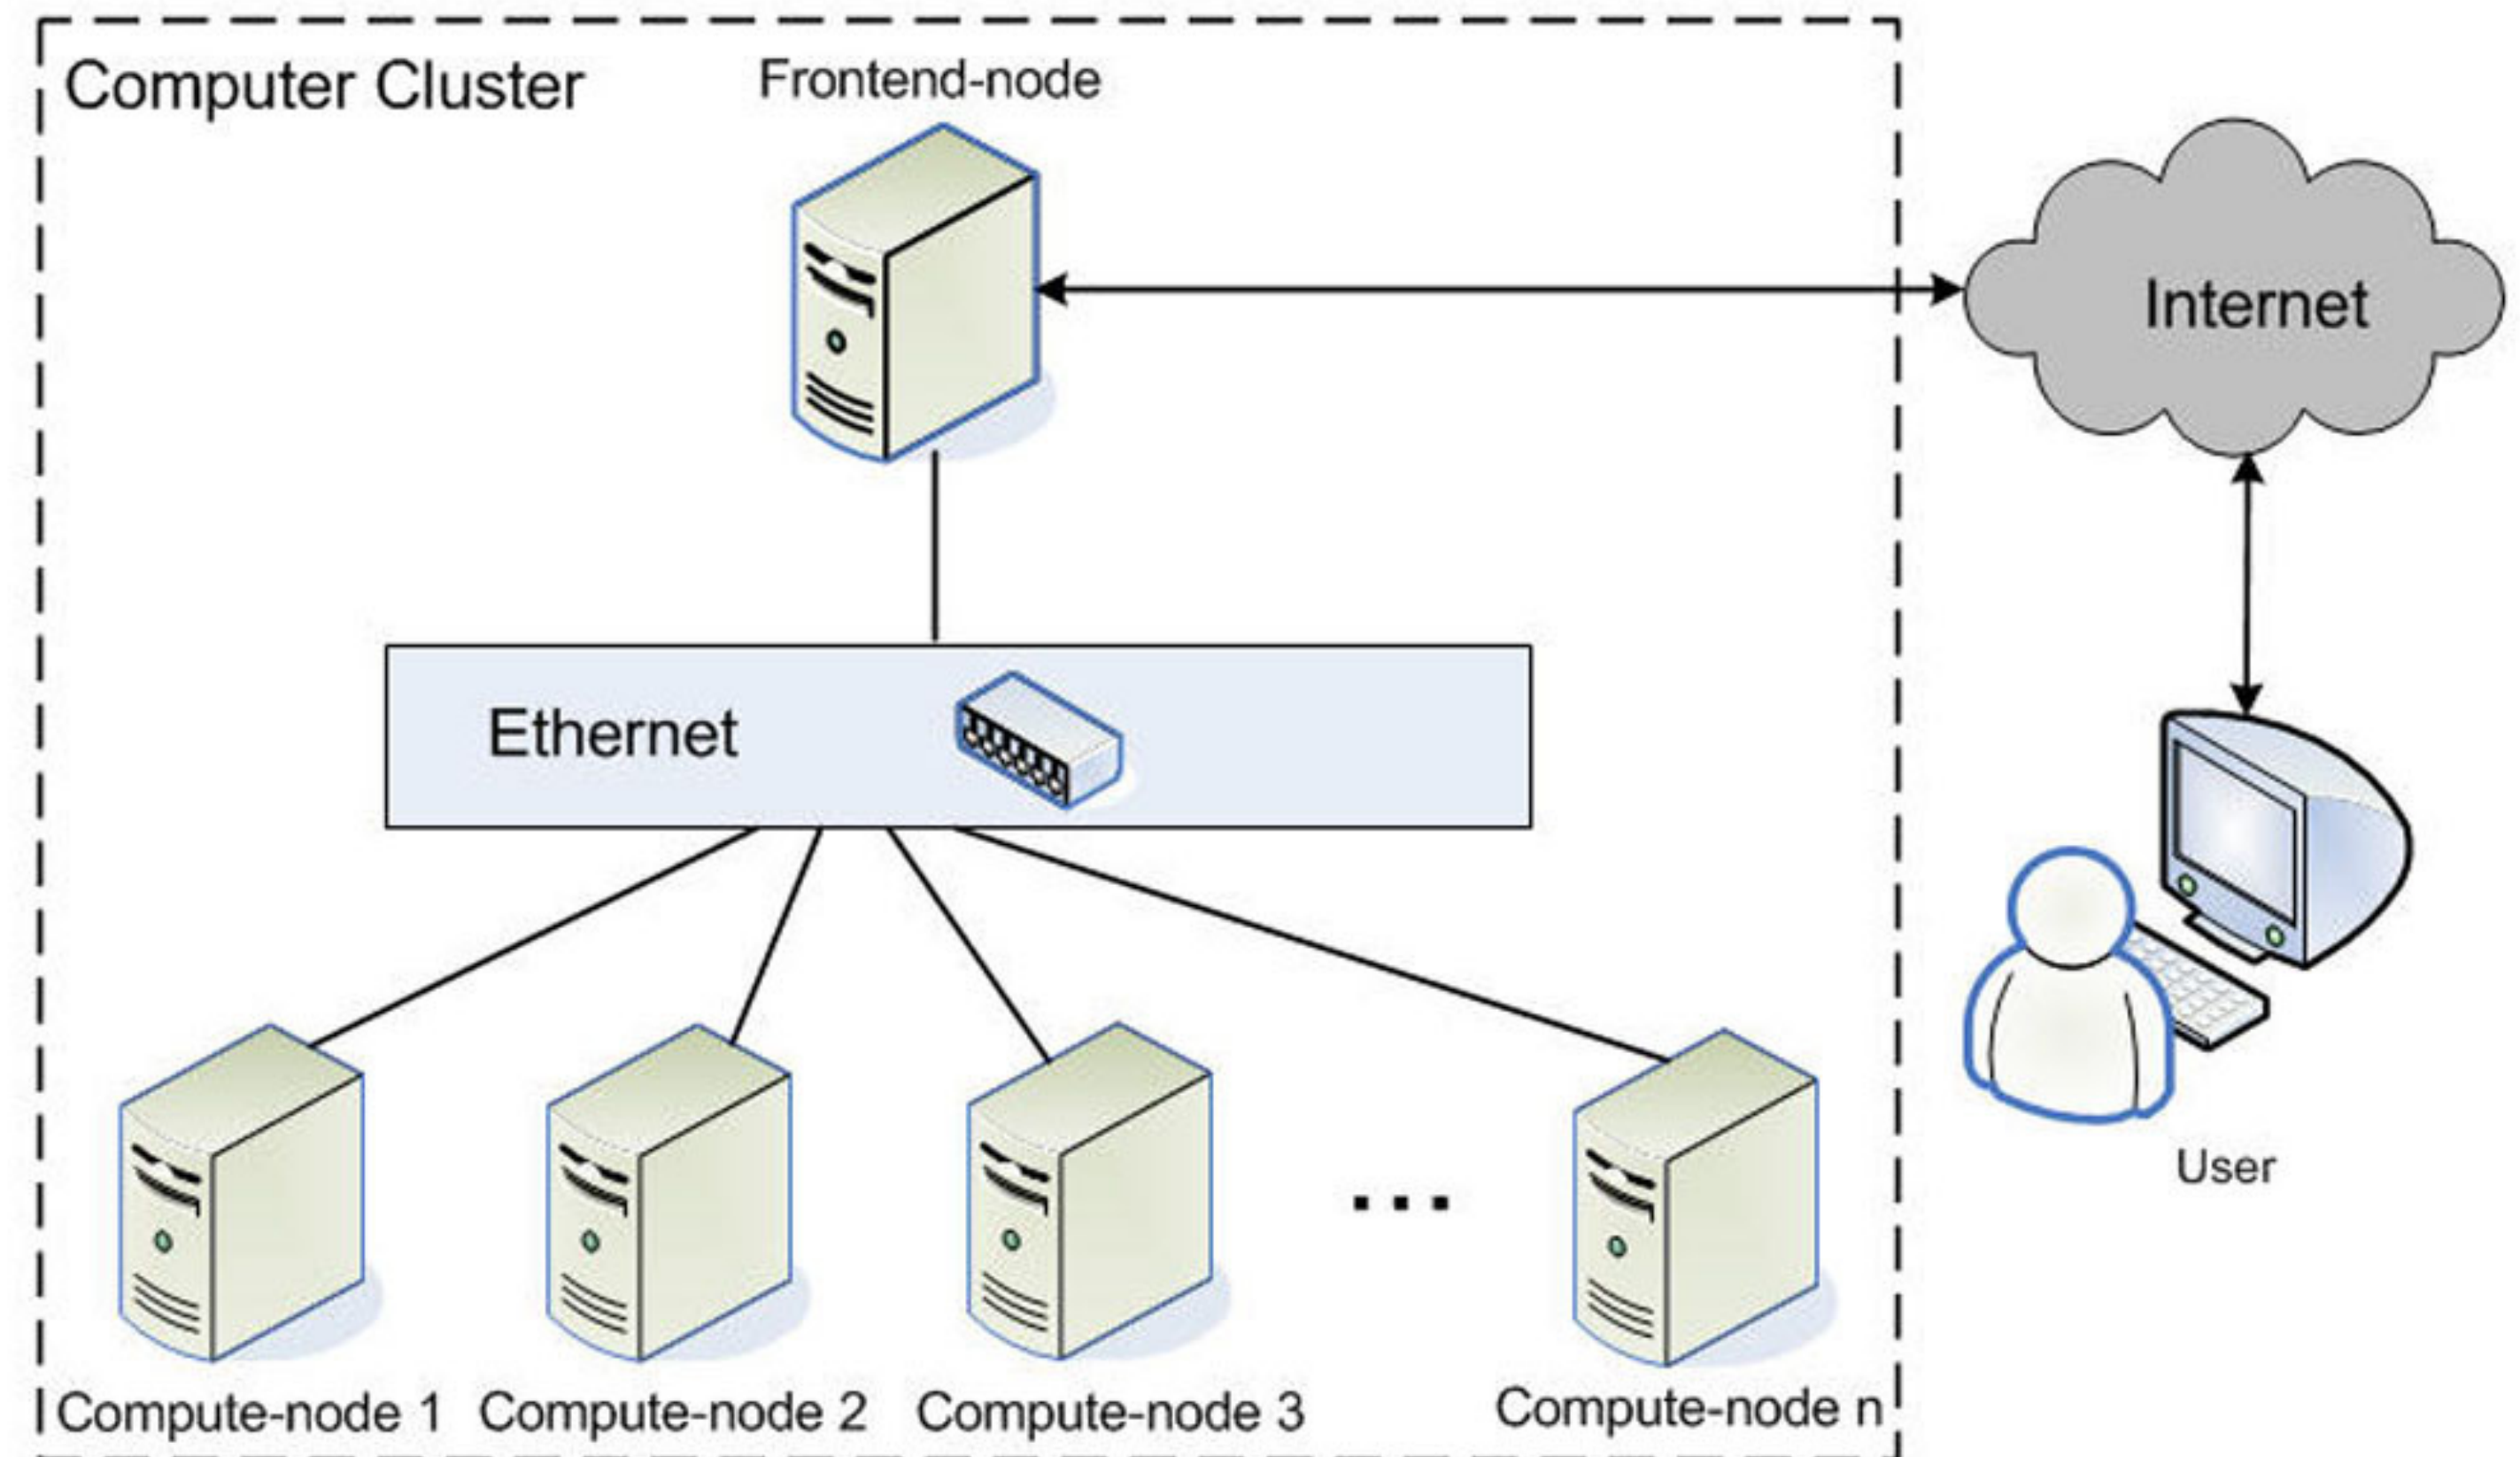 Computer Cluster
Frontend-node
Internet
Ethernet
User
Compute-node 1
Compute-node 2
Compute-node 3
...
Compute-node n